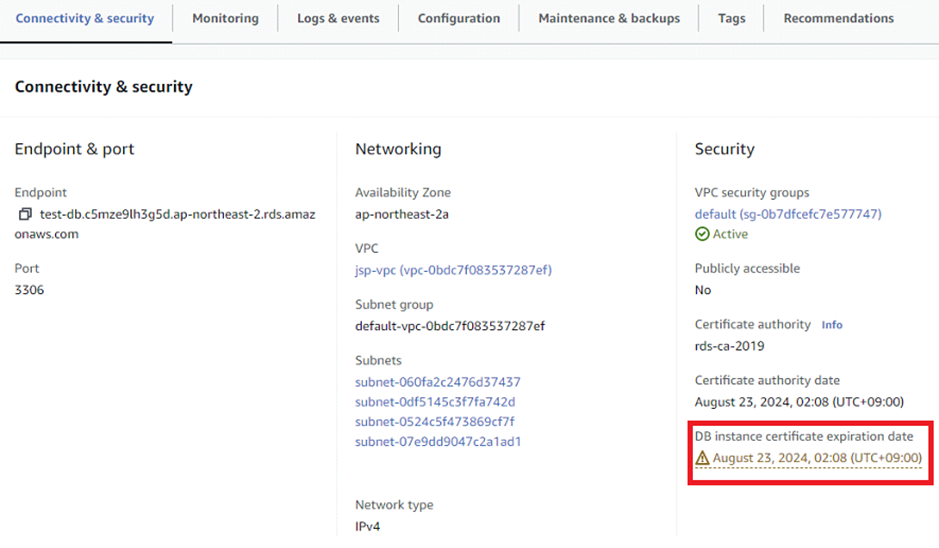 Connectivity & security
Monitoring
Logs & events
Configuration
Maintenance & backups
Tags
Recommendations
Connectivity & security
Endpoint & port
Endpoint
test-db.c5mze9lh3g5d.ap-northeast-2.rds.amaz
onaws.com
Port
3306
Networking
Availability Zone
ap-northeast-2a
VPC
jsp-vpc (vpc-0bdc7f083537287ef)
Subnet group
default-vpc-0bdc7f083537287ef
Subnets
subnet-060fa2c2476d37437
subnet-0df5145c3f7fa742d
subnet-0524c5f473869cf7f
subnet-07e9dd9047c2a1ad1
Network type
IPv4
Security
VPC security groups
default (sg-0b7dfcefc7e577747)
Active
Publicly accessible
No
Certificate authority Info
rds-ca-2019
Certificate authority date
August 23, 2024, 02:08 (UTC+09:00)
DB instance certificate expiration date
August 23, 2024, 02:08 (UTC+09:00)